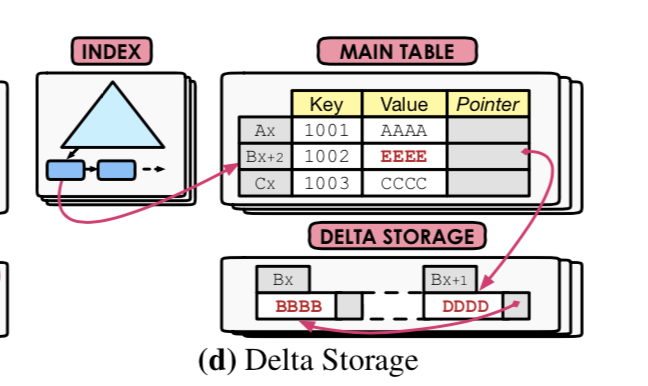 INDEX
MAIN TABLE
Key Value Pointer
Ax 1001 AAAA
Bx+2 1002 EEEE
Cx 1003 CCCC
DELTA STORAGE
Bx Bx+1
BBBB DDDD
(d) Delta Storage